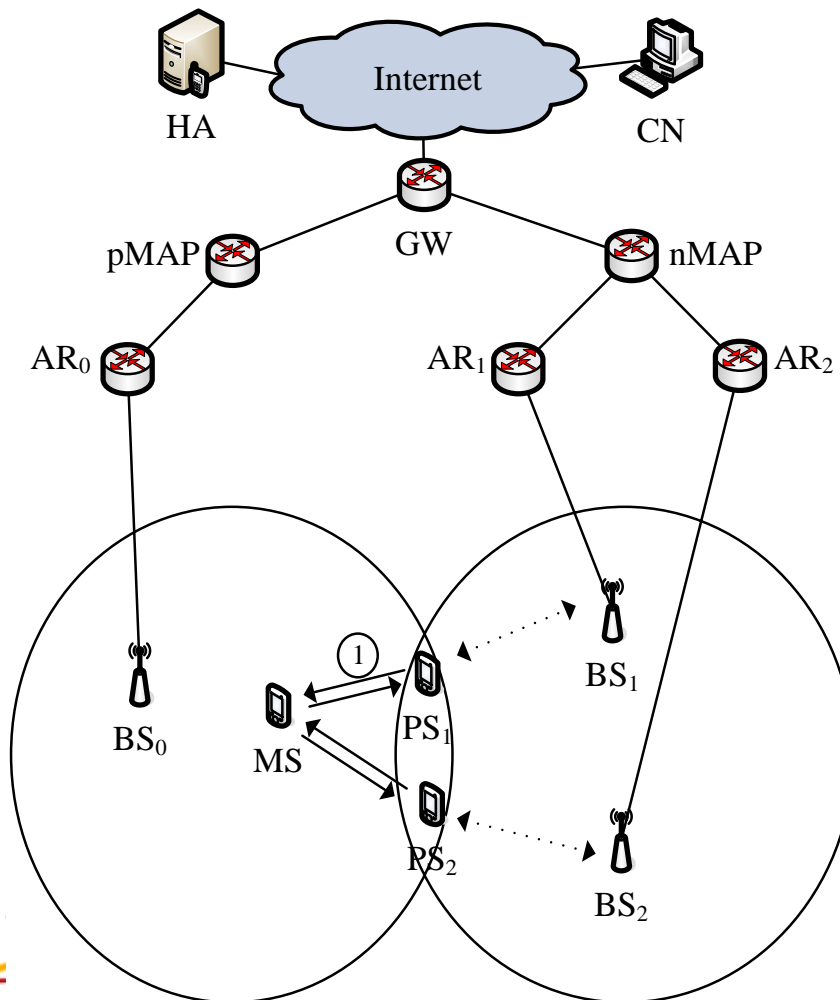 Internet
HA
CN
GW
pMAP
nMAP
AR₀
AR₁
AR₂
1
BS₀
MS
PS₁
BS₁
PS₂
BS₂